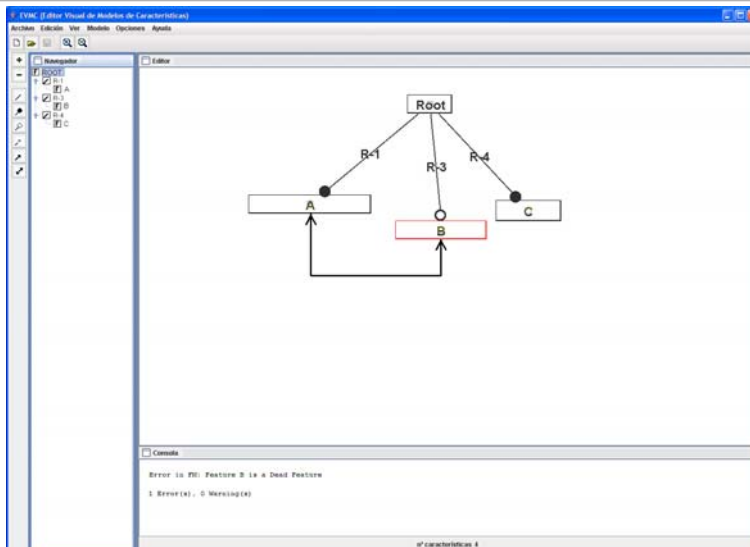 EVMC (Editor Visual de Modelos de Características)
Archivo Edición Ver Modelo Opciones Ayuda
Navegador
ROOT
R-1
A
R-3
B
R-4
C
Editor
Root
R-1
R-3
R-4
A
B
C
Consola
Error in FM: Feature B is a Dead Feature
1 Error(s), 0 Warning(s)
nº características 4